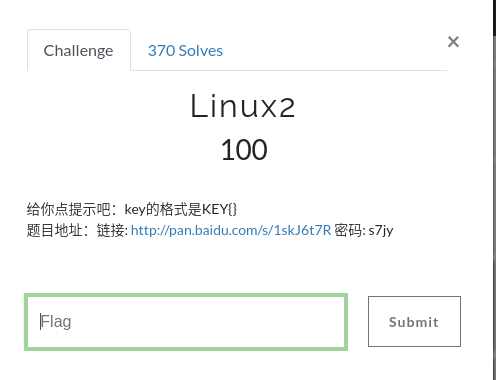 Challenge
370 Solves
×
Linux2
100
给你点提示吧：key的格式是KEY{}
题目地址：链接: http://pan.baidu.com/s/1skJ6t7R 密码: s7jy
Flag
Submit